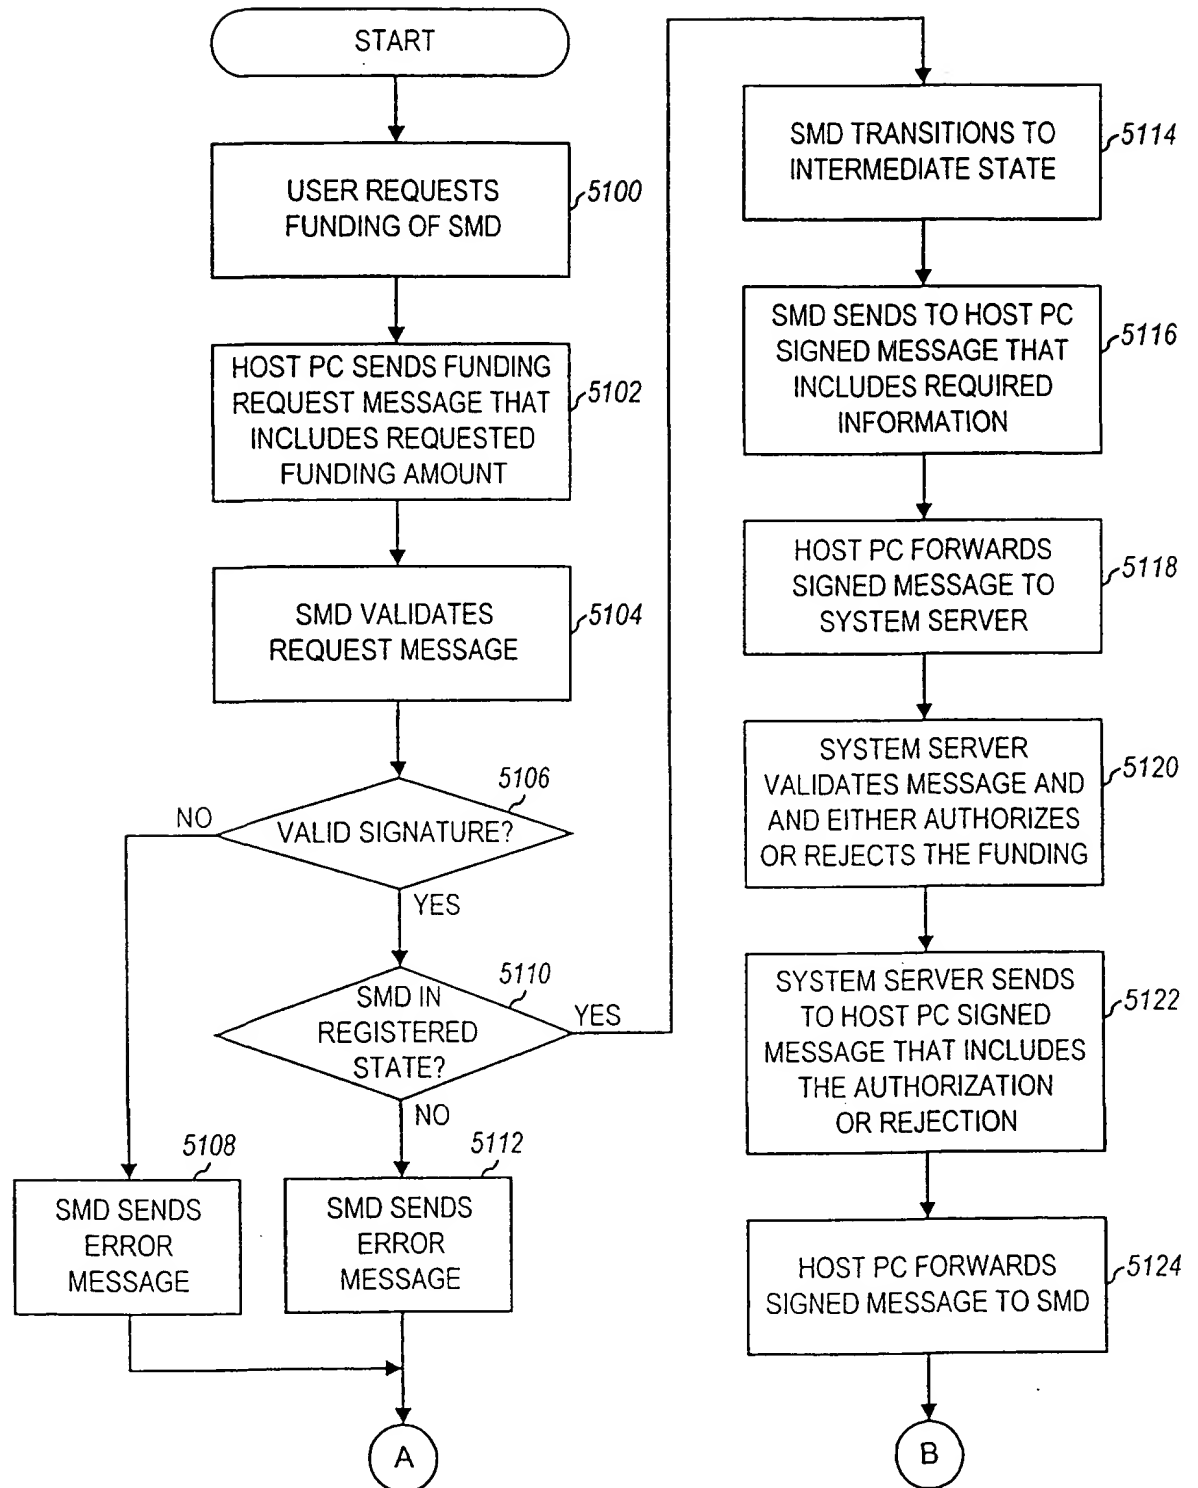 START
USER REQUESTS
FUNDING OF SMD
5100
HOST PC SENDS FUNDING
REQUEST MESSAGE THAT
INCLUDES REQUESTED
FUNDING AMOUNT
5102
SMD VALIDATES
REQUEST MESSAGE
5104
5106
VALID SIGNATURE?
NO
YES
5110
SMD IN
REGISTERED
STATE?
YES
NO
5108
SMD SENDS
ERROR
MESSAGE
5112
SMD SENDS
ERROR
MESSAGE
A
SMD TRANSITIONS TO
INTERMEDIATE STATE
5114
SMD SENDS TO HOST PC
SIGNED MESSAGE THAT
INCLUDES REQUIRED
INFORMATION
5116
HOST PC FORWARDS
SIGNED MESSAGE TO
SYSTEM SERVER
5118
SYSTEM SERVER
VALIDATES MESSAGE AND
AND EITHER AUTHORIZES
OR REJECTS THE FUNDING
5120
SYSTEM SERVER SENDS
TO HOST PC SIGNED
MESSAGE THAT INCLUDES
THE AUTHORIZATION
OR REJECTION
5122
HOST PC FORWARDS
SIGNED MESSAGE TO SMD
5124
B